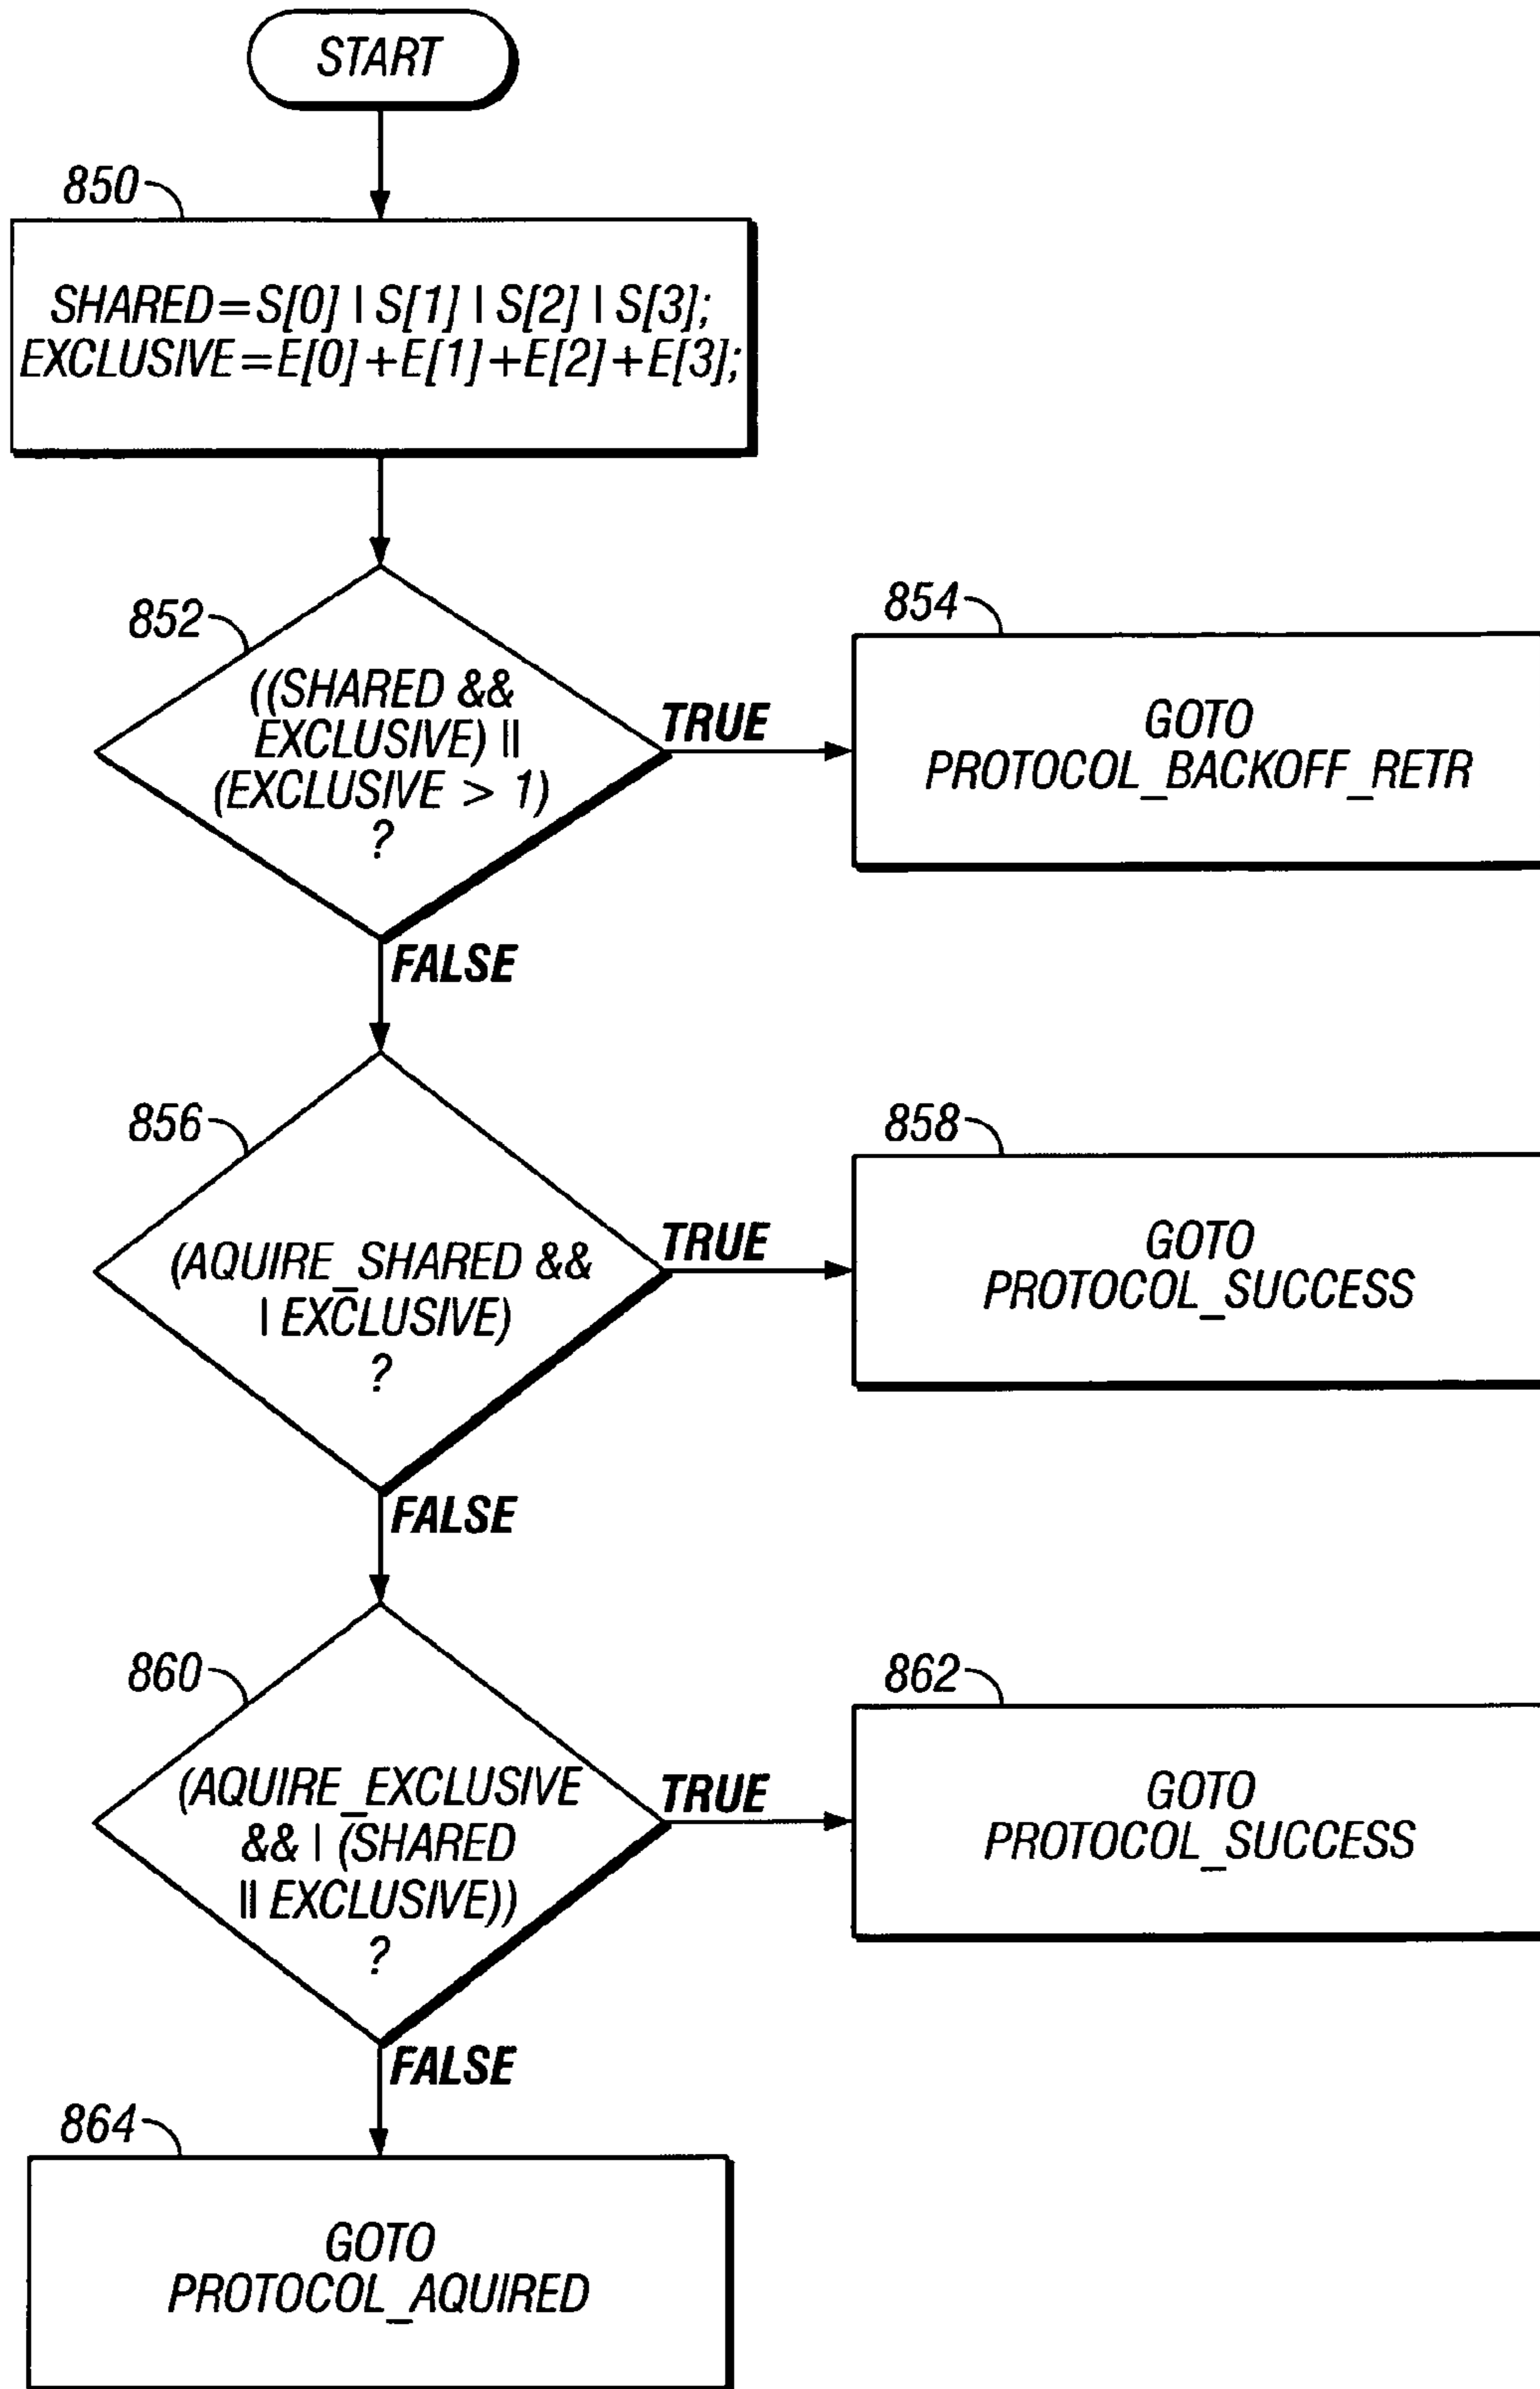 START
850
SHARED=S[0] | S[1] | S[2] | S[3];
EXCLUSIVE=E[0]+E[1]+E[2]+E[3];
852
((SHARED &&
EXCLUSIVE) ||
(EXCLUSIVE > 1)
?
TRUE
854
GOTO
PROTOCOL_BACKOFF_RETR
FALSE
856
(AQUIRE_SHARED &&
| EXCLUSIVE)
?
TRUE
858
GOTO
PROTOCOL_SUCCESS
FALSE
860
(AQUIRE_EXCLUSIVE
&& | (SHARED
|| EXCLUSIVE))
?
TRUE
862
GOTO
PROTOCOL_SUCCESS
FALSE
864
GOTO
PROTOCOL_AQUIRED